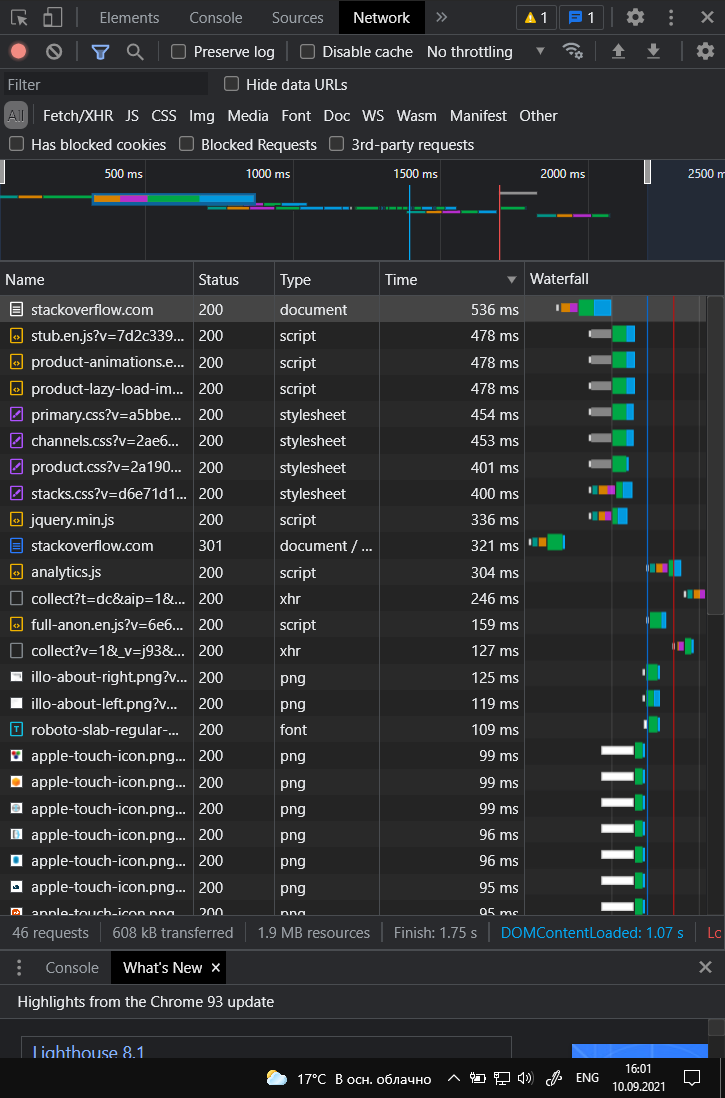 Elements Console Sources Network » 1 1
Preserve log Disable cache No throttling
Filter Hide data URLs
All Fetch/XHR JS CSS Img Media Font Doc WS Wasm Manifest Other
Has blocked cookies Blocked Requests 3rd-party requests
500 ms 1000 ms 1500 ms 2000 ms 2500 m
Name Status Type Time Waterfall
stackoverflow.com 200 document 536 ms
stub.en.js?v=7d2c339... 200 script 478 ms
product-animations.e... 200 script 478 ms
product-lazy-load-im... 200 script 478 ms
primary.css?v=a5bbe... 200 stylesheet 454 ms
channels.css?v=2ae6... 200 stylesheet 453 ms
product.css?v=2a190... 200 stylesheet 401 ms
stacks.css?v=d6e71d1... 200 stylesheet 400 ms
jquery.min.js 200 script 336 ms
stackoverflow.com 301 document / ... 321 ms
analytics.js 200 script 304 ms
collect?t=dc&aip=1&... 200 xhr 246 ms
full-anon.en.js?v=6e6... 200 script 159 ms
collect?v=1&_v=j93&... 200 xhr 127 ms
illo-about-right.png?v... 200 png 125 ms
illo-about-left.png?v... 200 png 119 ms
roboto-slab-regular-... 200 font 109 ms
apple-touch-icon.png... 200 png 99 ms
apple-touch-icon.png... 200 png 99 ms
apple-touch-icon.png... 200 png 99 ms
apple-touch-icon.png... 200 png 96 ms
apple-touch-icon.png... 200 png 96 ms
apple-touch-icon.png... 200 png 95 ms
apple-touch-icon.png... 200 png 95 ms
46 requests 608 kB transferred 1.9 MB resources Finish: 1.75 s DOMContentLoaded: 1.07 s Lc
Console What's New ×
Highlights from the Chrome 93 update
Lighthouse 8.1
17°C В осн. облачно ENG 16:01
10.09.2021